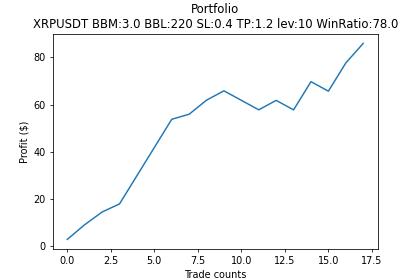 Portfolio
XRPUSDT BBM:3.0 BBL:220 SL:0.4 TP:1.2 lev:10 WinRatio:78.0
Profit ($)
80
60
40
20
0
0.0 2.5 5.0 7.5 10.0 12.5 15.0 17.5
Trade counts